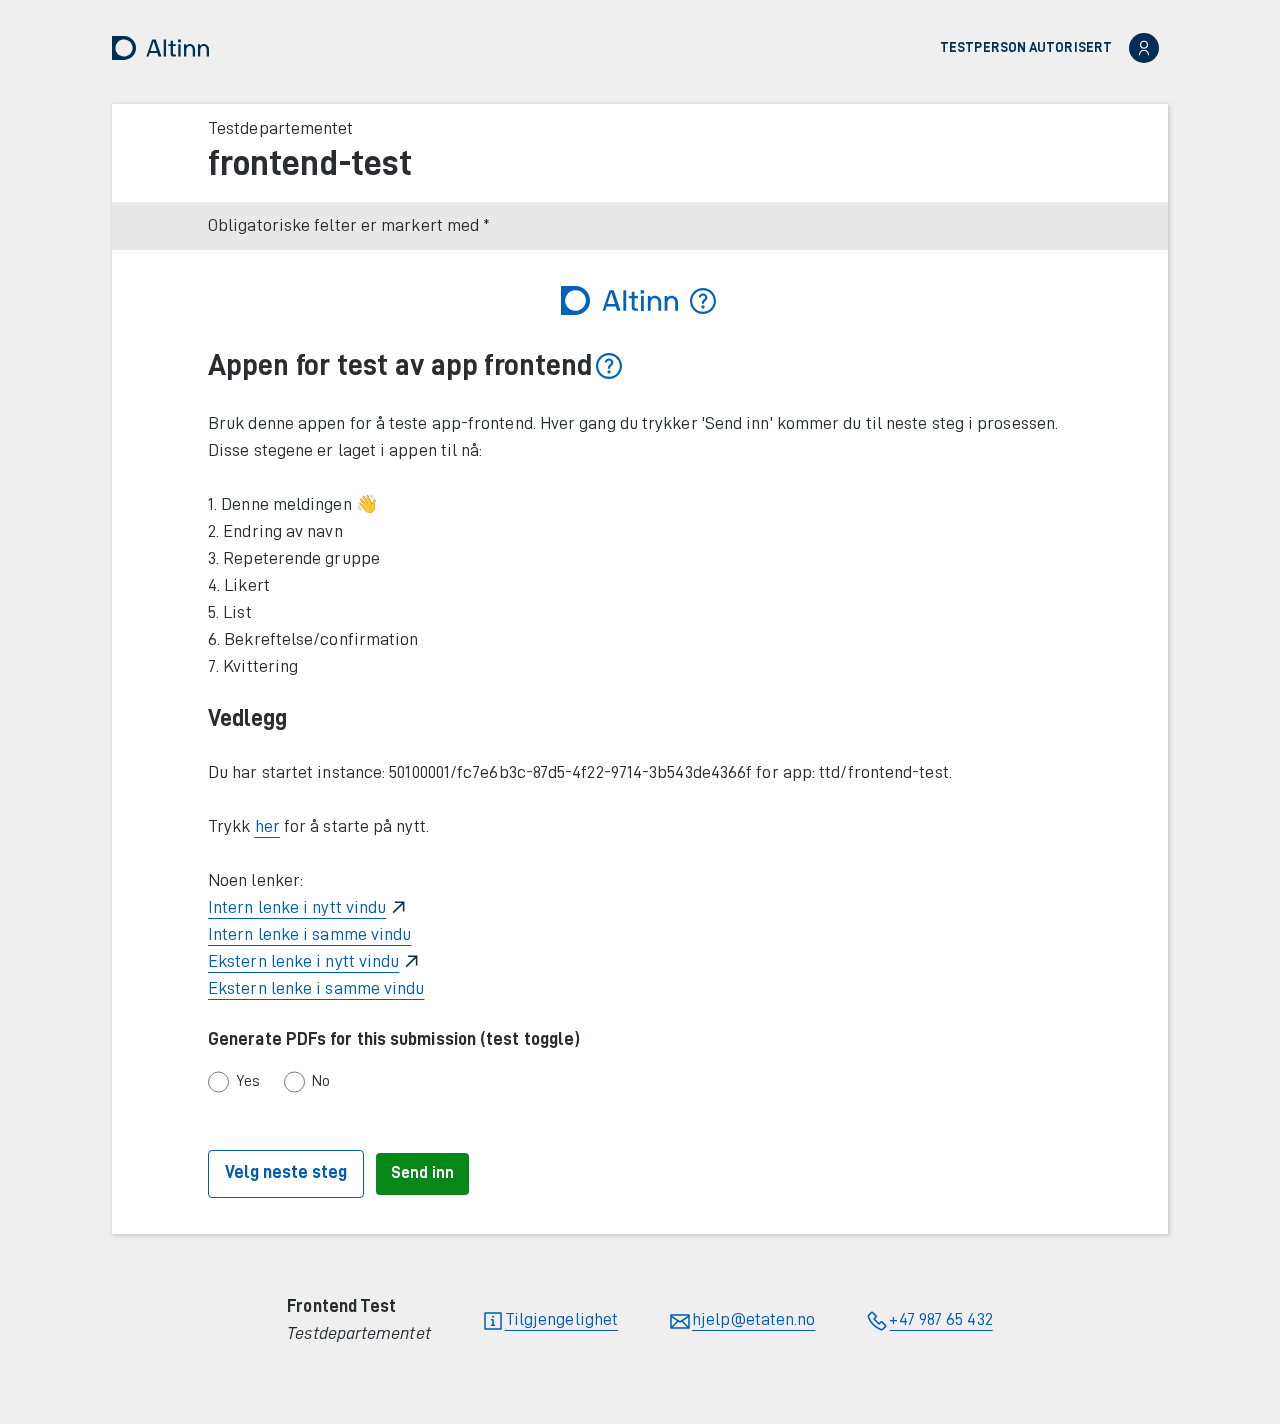 Altinn
TESTPERSON AUTORISERT
Testdepartementet
frontend-test
Obligatoriske felter er markert med *
Altinn
Appen for test av app frontend
Bruk denne appen for å teste app-frontend. Hver gang du trykker 'Send inn' kommer du til neste steg i prosessen.
Disse stegene er laget i appen til nå:
1. Denne meldingen 👋
2. Endring av navn
3. Repeterende gruppe
4. Likert
5. List
6. Bekreftelse/confirmation
7. Kvittering
Vedlegg
Du har startet instance: 50100001/fc7e6b3c-87d5-4f22-9714-3b543de4366f for app: ttd/frontend-test.
Trykk her for å starte på nytt.
Noen lenker:
Intern lenke i nytt vindu
Intern lenke i samme vindu
Ekstern lenke i nytt vindu
Ekstern lenke i samme vindu
Generate PDFs for this submission (test toggle)
Yes No
Velg neste steg Send inn
Frontend Test
Testdepartementet
Tilgjengelighet
hjelp@etaten.no
+47 987 65 432